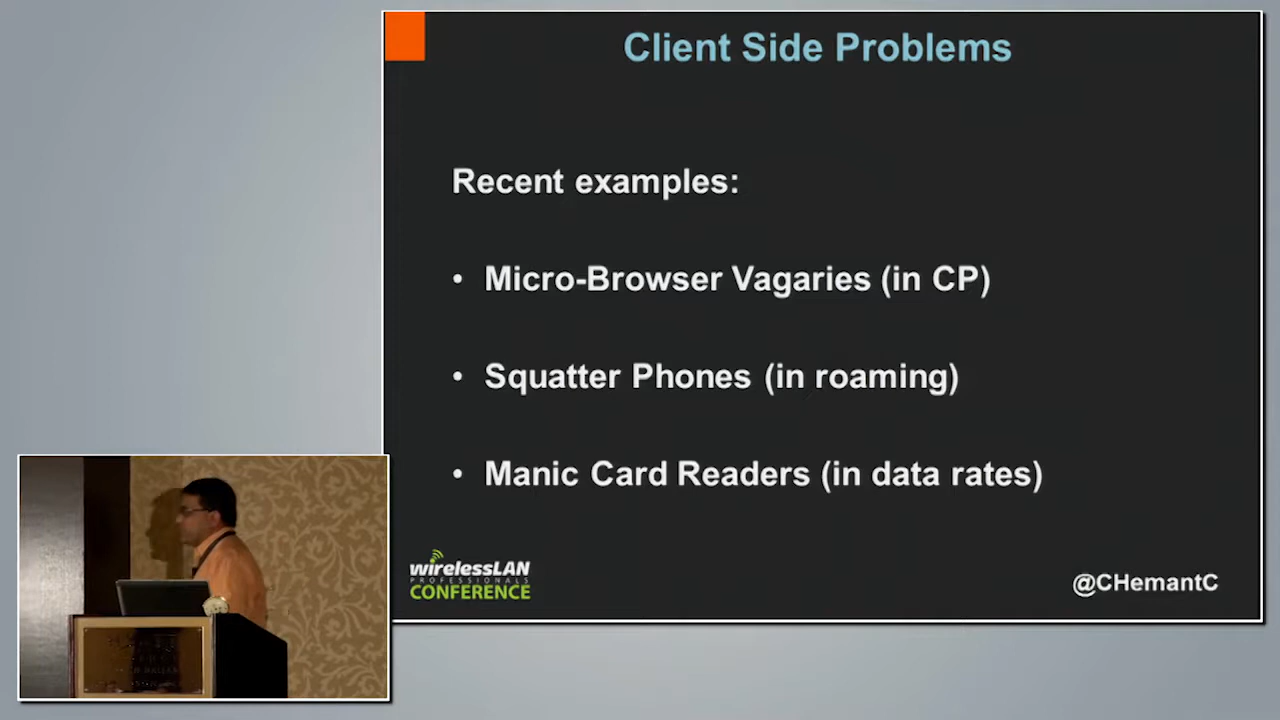 Client Side Problems
Recent examples:
• Micro-Browser Vagaries (in CP)
• Squatter Phones (in roaming)
• Manic Card Readers (in data rates)
wirelessLAN
PROFESSIONALS
CONFERENCE
@CHemantC